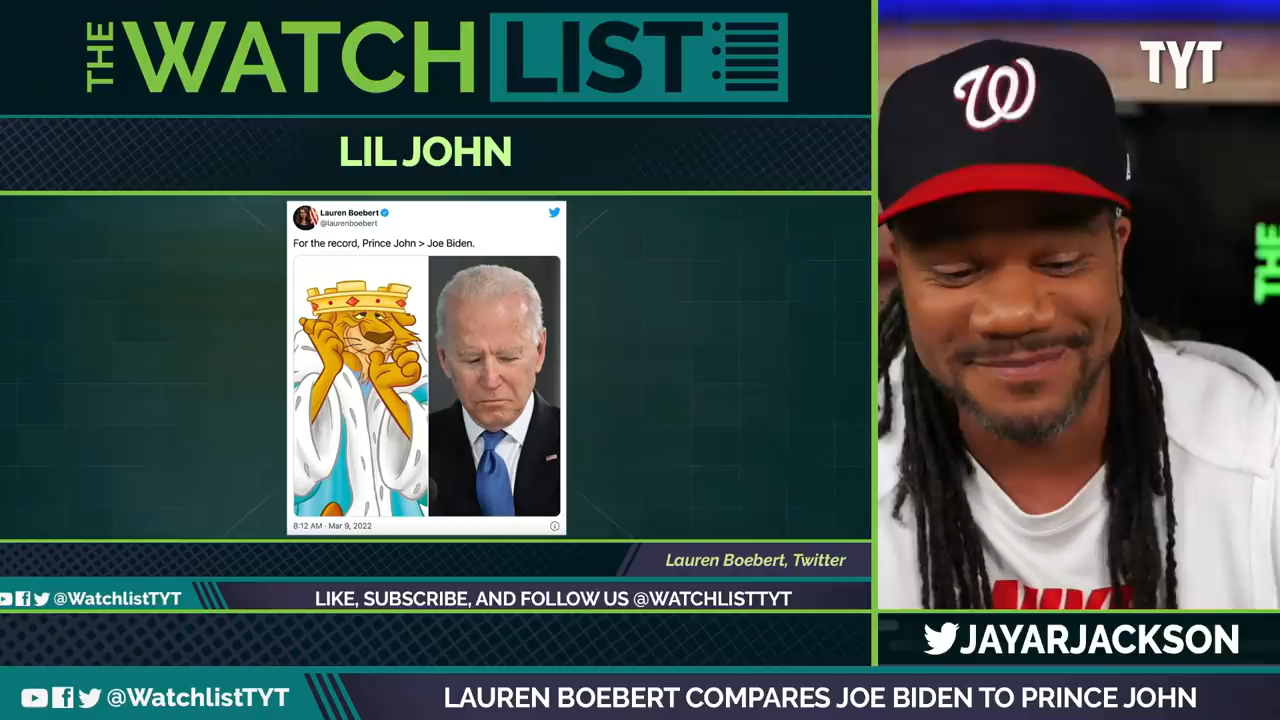 THE WATCHLIST
TYT
LIL JOHN
Lauren Boebert
@laurenboebert
For the record, Prince John > Joe Biden.
8:12 AM · Mar 9, 2022
Lauren Boebert, Twitter
@WatchlistTYT
LIKE, SUBSCRIBE, AND FOLLOW US @WATCHLISTTYT
W
THE
JAYARJACKSON
@WatchlistTYT
LAUREN BOEBERT COMPARES JOE BIDEN TO PRINCE JOHN